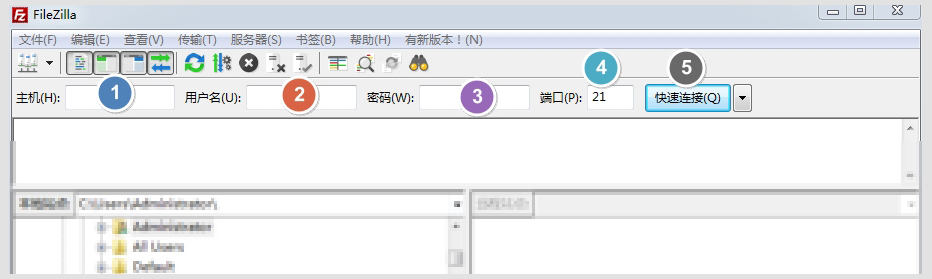 Fz FileZilla
文件(F) 编辑(E) 查看(V) 传输(T) 服务器(S) 书签(B) 帮助(H) 有新版本！(N)
主机(H): 1 用户名(U): 2 密码(W): 3 端口(P): 4 21 5 快速连接(Q)
C:\Users\Administrator\
Administrator
All Users
Default